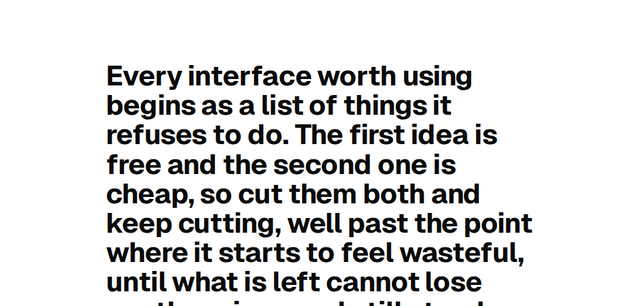 Every interface worth using
begins as a list of things it
refuses to do. The first idea is
free and the second one is
cheap, so cut them both and
keep cutting, well past the point
where it starts to feel wasteful,
until what is left cannot lose